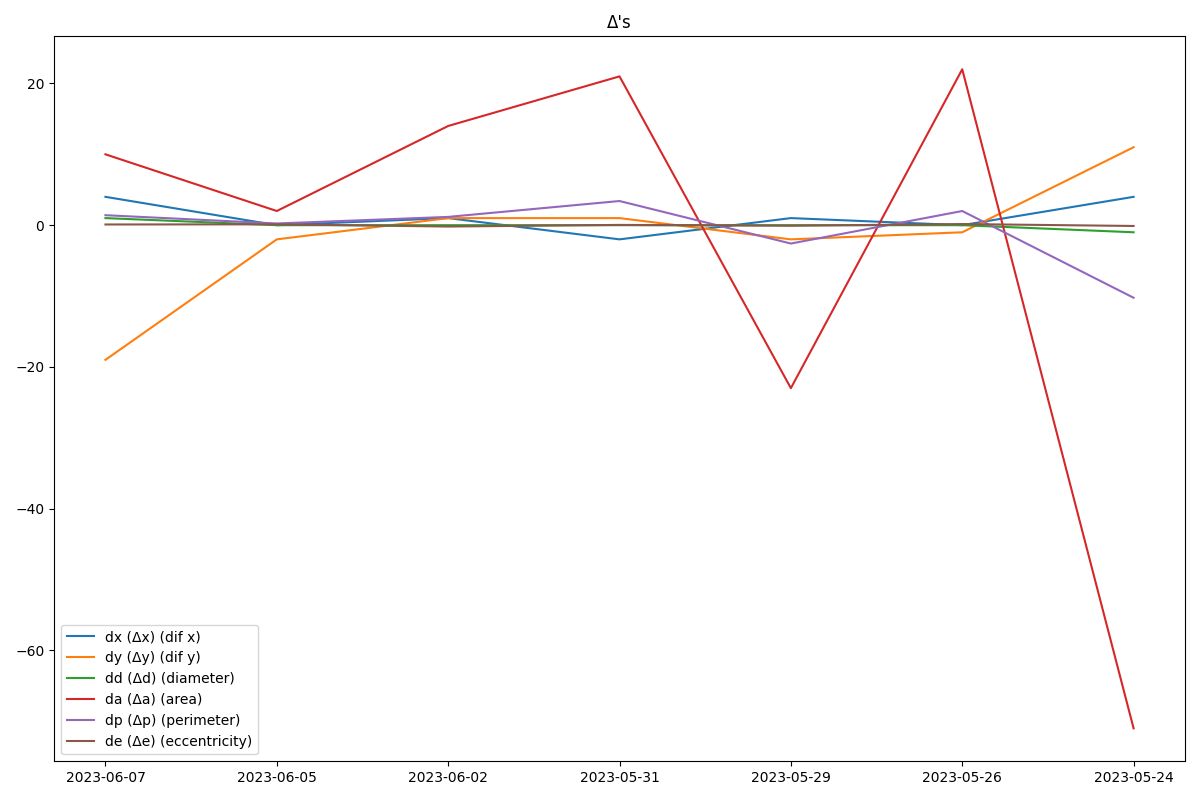 Δ's
20
0
−20
−40
−60
dx (Δx) (dif x)
dy (Δy) (dif y)
dd (Δd) (diameter)
da (Δa) (area)
dp (Δp) (perimeter)
de (Δe) (eccentricity)
2023-06-07 2023-06-05 2023-06-02 2023-05-31 2023-05-29 2023-05-26 2023-05-24